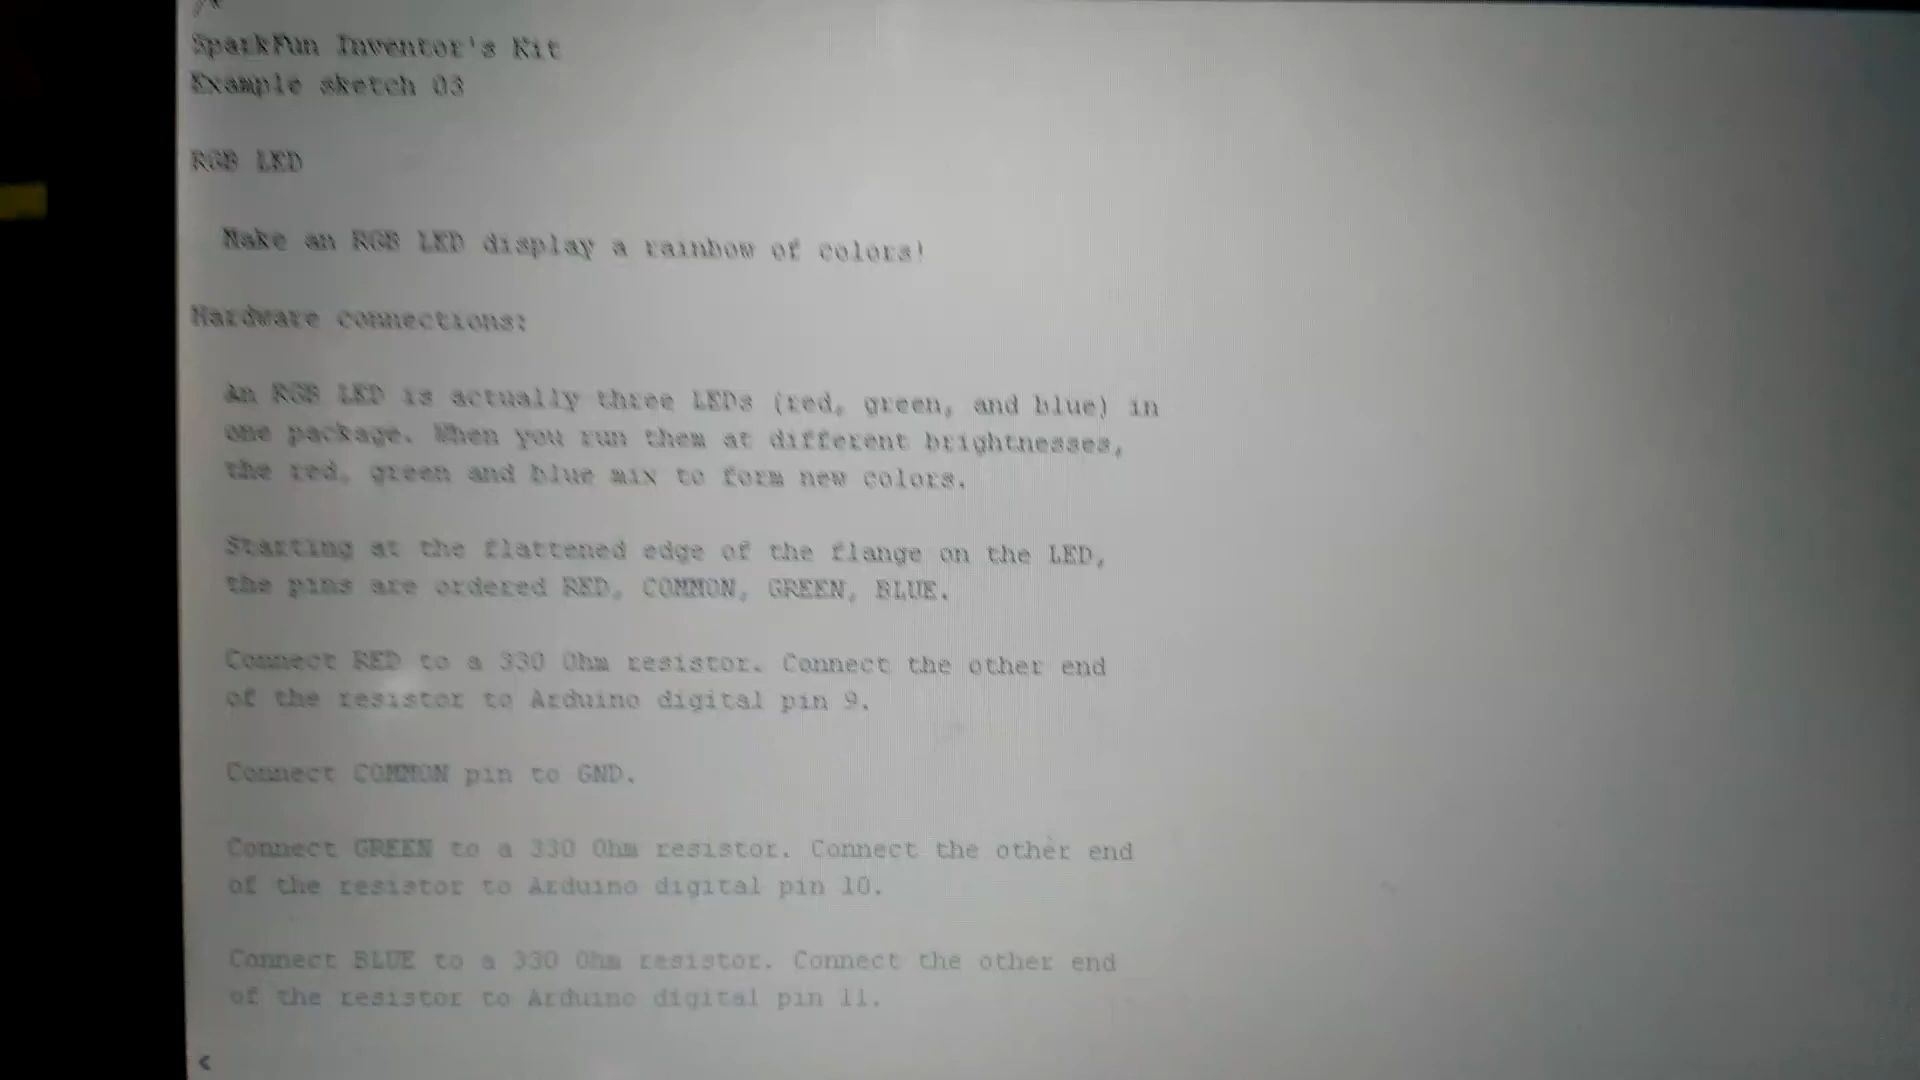 /*
SparkFun Inventor's Kit
Example sketch 03
RGB LED
Make an RGB LED display a rainbow of colors!
Hardware connections:
An RGB LED is actually three LEDs (red, green, and blue) in
one package. When you run them at different brightnesses,
the red, green and blue mix to form new colors.
Starting at the flattened edge of the flange on the LED,
the pins are ordered RED, COMMON, GREEN, BLUE.
Connect RED to a 330 Ohm resistor. Connect the other end
of the resistor to Arduino digital pin 9.
Connect COMMON pin to GND.
Connect GREEN to a 330 Ohm resistor. Connect the other end
of the resistor to Arduino digital pin 10.
Connect BLUE to a 330 Ohm resistor. Connect the other end
of the resistor to Arduino digital pin 11.